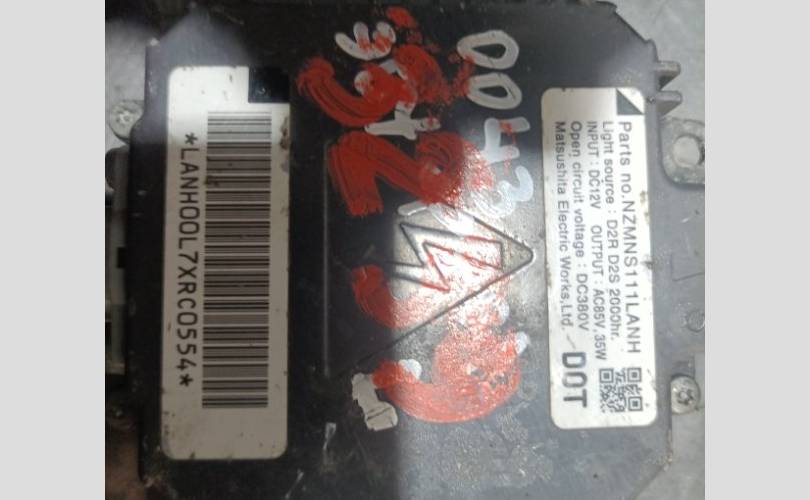 Parts no.NZMNS111LANH
Light source : D2R D2S 2000hr.
INPUT : DC12V OUTPUT : AC85V,35W
Open circuit voltage : DC380V
Matsushita Electric Works,Ltd.
DOT
*LANH00L7XRC0554*